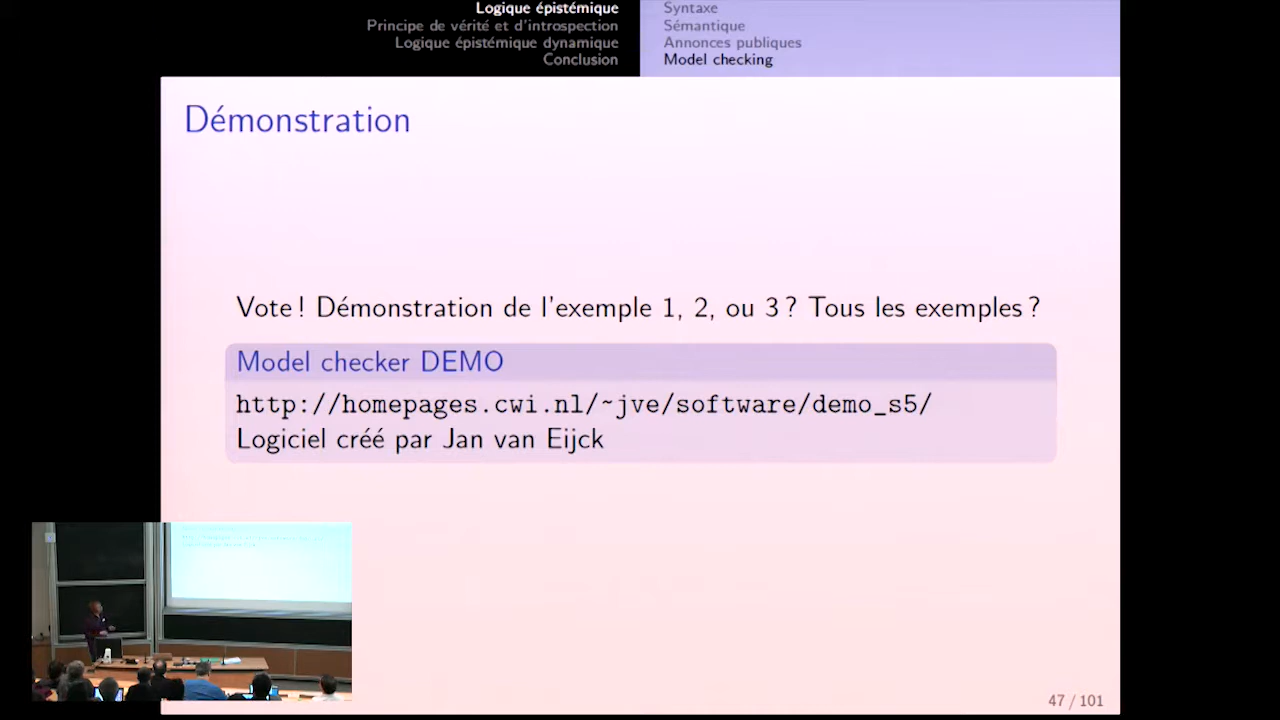 Logique épistémique
Principe de vérité et d'introspection
Logique épistémique dynamique
Conclusion
Syntaxe
Sémantique
Annonces publiques
Model checking
Démonstration
Vote ! Démonstration de l'exemple 1, 2, ou 3 ? Tous les exemples ?
Model checker DEMO
http://homepages.cwi.nl/~jve/software/demo_s5/
Logiciel créé par Jan van Eijck
47 / 101